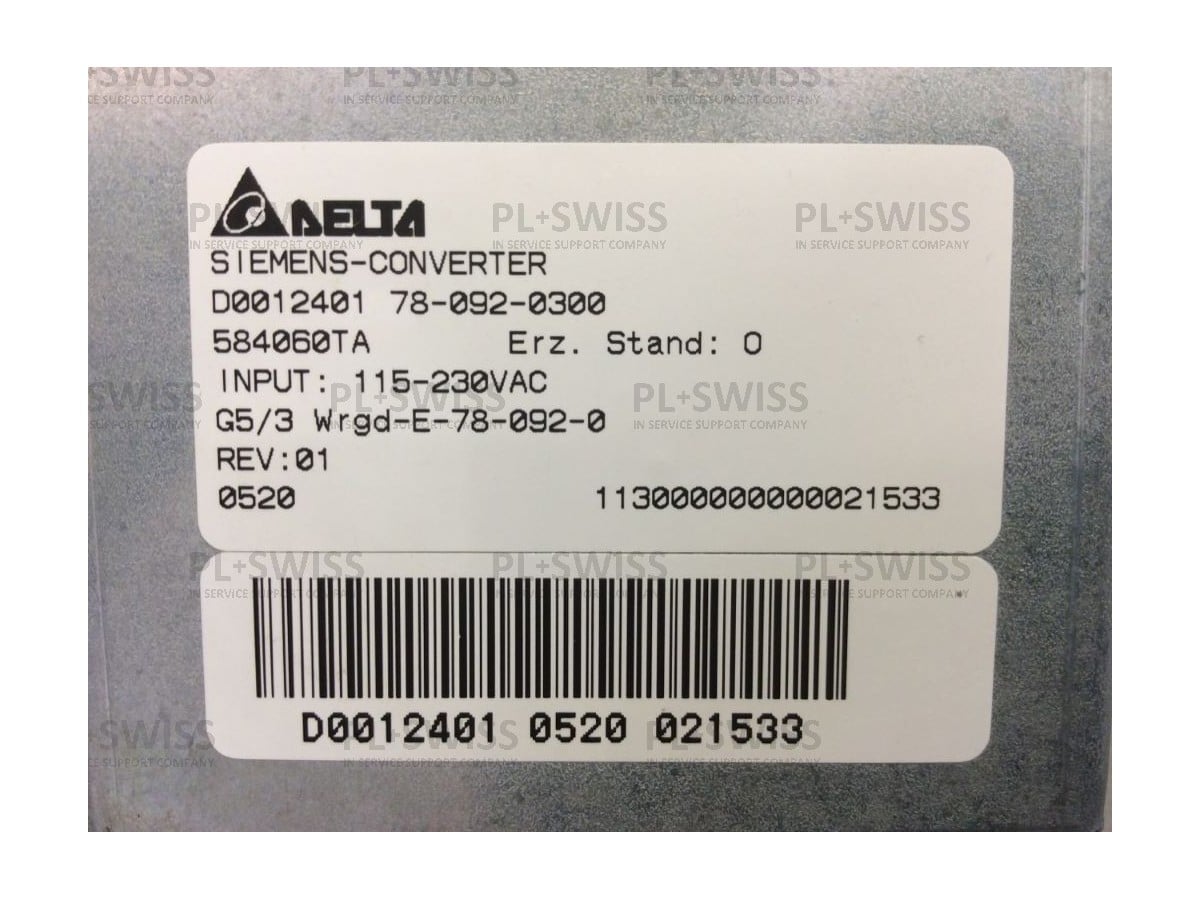 DELTA
SIEMENS-CONVERTER
D0012401 78-092-0300
584060TA Erz. Stand: 0
INPUT: 115-230VAC
G5/3 Wrgd-E-78-092-0
REV:01
0520 113000000000021533
D0012401 0520 021533
PL+SWISS
IN SERVICE SUPPORT COMPANY